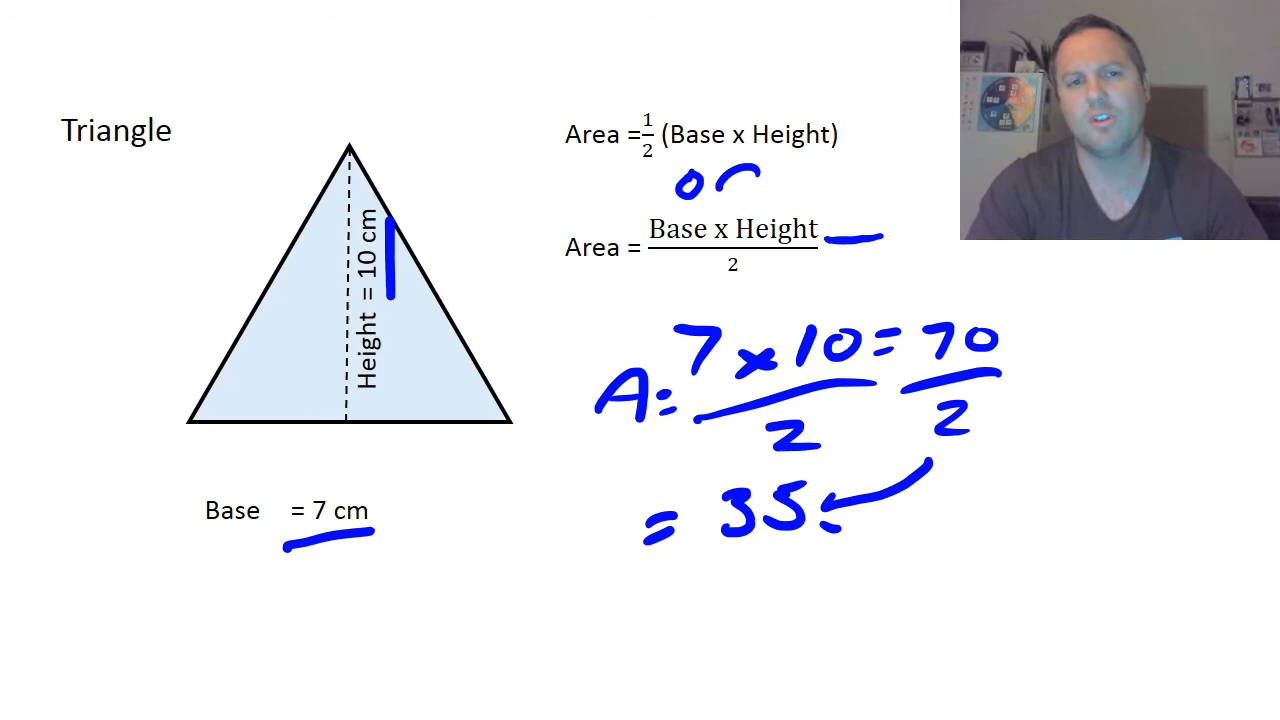 Triangle
Area = 1/2 (Base x Height)
or
Area = Base x Height / 2
Height = 10 cm
A = 7 x 10 / 2 = 70 / 2
= 35.
Base = 7 cm